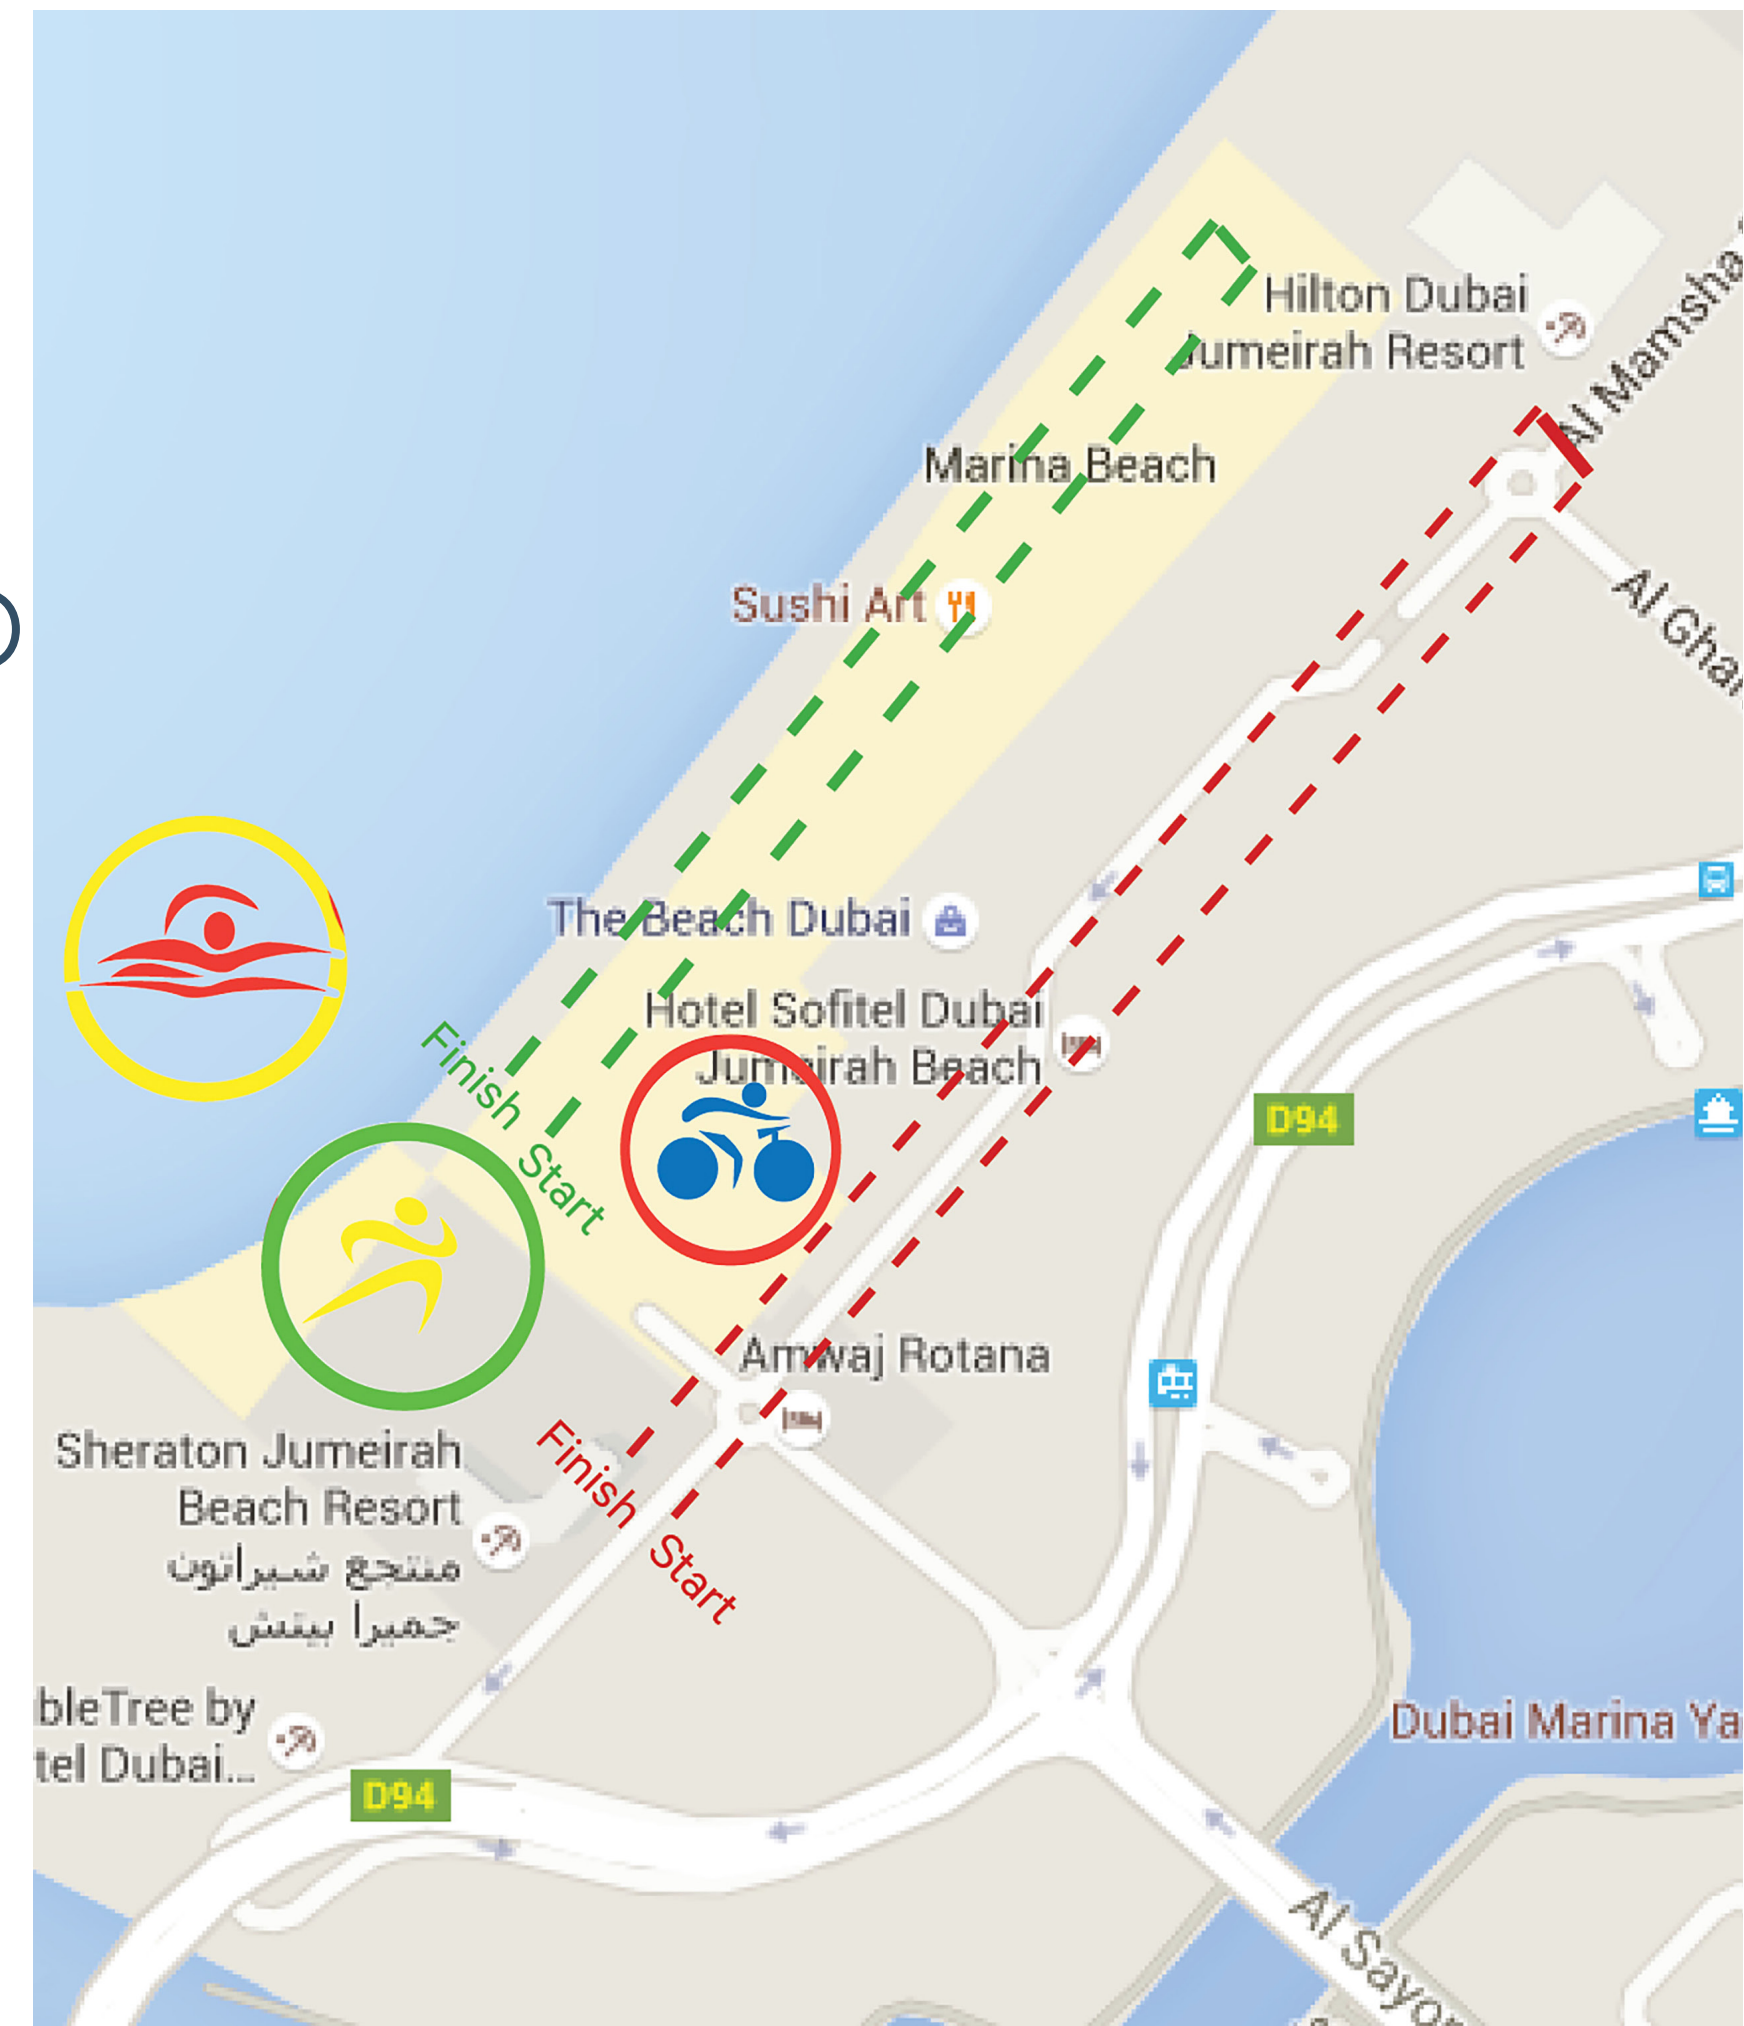 Hilton Dubai
Jumeirah Resort
Al Mamsha
Marina Beach
Sushi Art
Al Ghar
The Beach Dubai
Hotel Sofitel Dubai
Jumeirah Beach
Finish
Start
D94
Amwaj Rotana
Sheraton Jumeirah
Beach Resort
منتجع شيراتون
جميرا بيتش
Finish
Start
bleTree by
tel Dubai...
D94
Dubai Marina Ya
Al Sayor